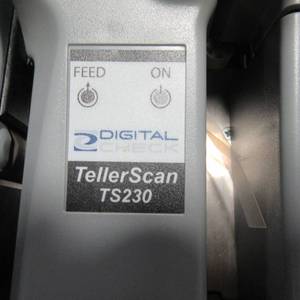 FEED ON
DIGITAL
CHECK
TellerScan
TS230